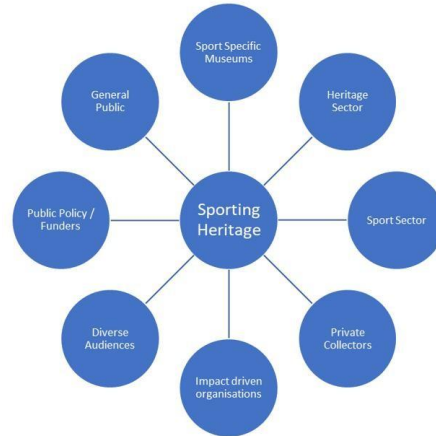 Sport Specific
Museums
General
Public
Heritage
Sector
Public Policy /
Funders
Sporting
Heritage
Sport Sector
Diverse
Audiences
Private
Collectors
Impact driven
organisations